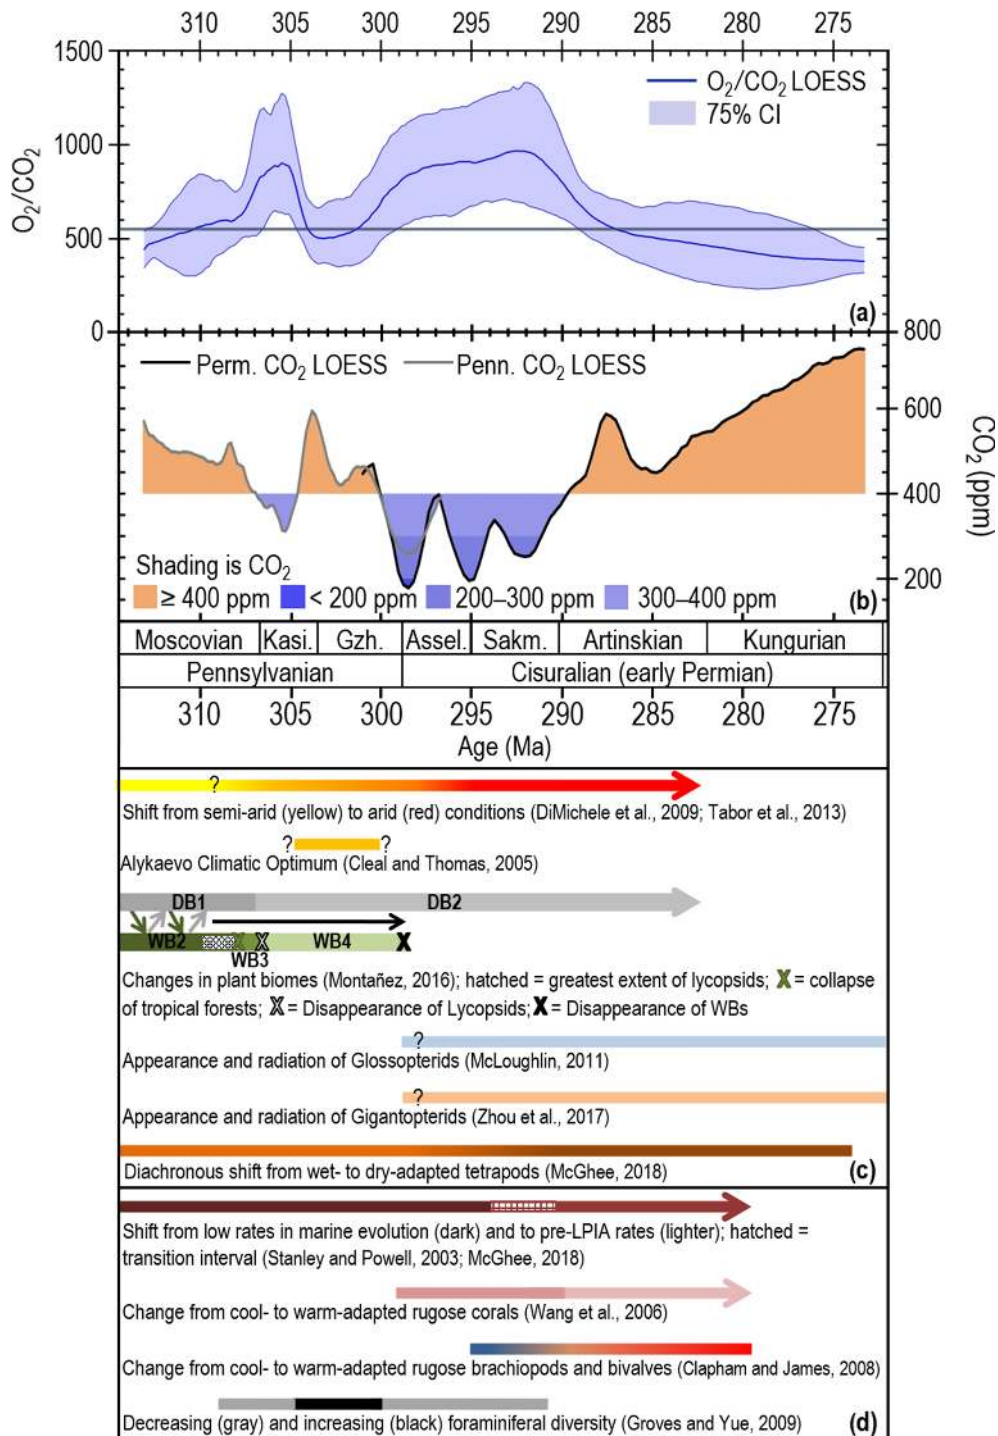 310 305 300 295 290 285 280 275
1500
1000
500
0
O2/CO2
O2/CO2 LOESS
75% CI
(a)
800
600
400
200
CO2 (ppm)
Perm. CO2 LOESS Penn. CO2 LOESS
Shading is CO2
≥ 400 ppm < 200 ppm 200–300 ppm 300–400 ppm
(b)
Moscovian Kasi. Gzh. Assel. Sakm. Artinskian Kungurian
Pennsylvanian Cisuralian (early Permian)
310 305 300 295 290 285 280 275
Age (Ma)
?
Shift from semi-arid (yellow) to arid (red) conditions (DiMichele et al., 2009; Tabor et al., 2013)
? ?
Alykaevo Climatic Optimum (Cleal and Thomas, 2005)
DB1 DB2
WB2 X X WB4 X
WB3
Changes in plant biomes (Montañez, 2016); hatched = greatest extent of lycopsids; X = collapse
of tropical forests; X = Disappearance of Lycopsids; X = Disappearance of WBs
?
Appearance and radiation of Glossopterids (McLoughlin, 2011)
?
Appearance and radiation of Gigantopterids (Zhou et al., 2017)
Diachronous shift from wet- to dry-adapted tetrapods (McGhee, 2018) (c)
Shift from low rates in marine evolution (dark) and to pre-LPIA rates (lighter); hatched =
transition interval (Stanley and Powell, 2003; McGhee, 2018)
Change from cool- to warm-adapted rugose corals (Wang et al., 2006)
Change from cool- to warm-adapted rugose brachiopods and bivalves (Clapham and James, 2008)
Decreasing (gray) and increasing (black) foraminiferal diversity (Groves and Yue, 2009) (d)